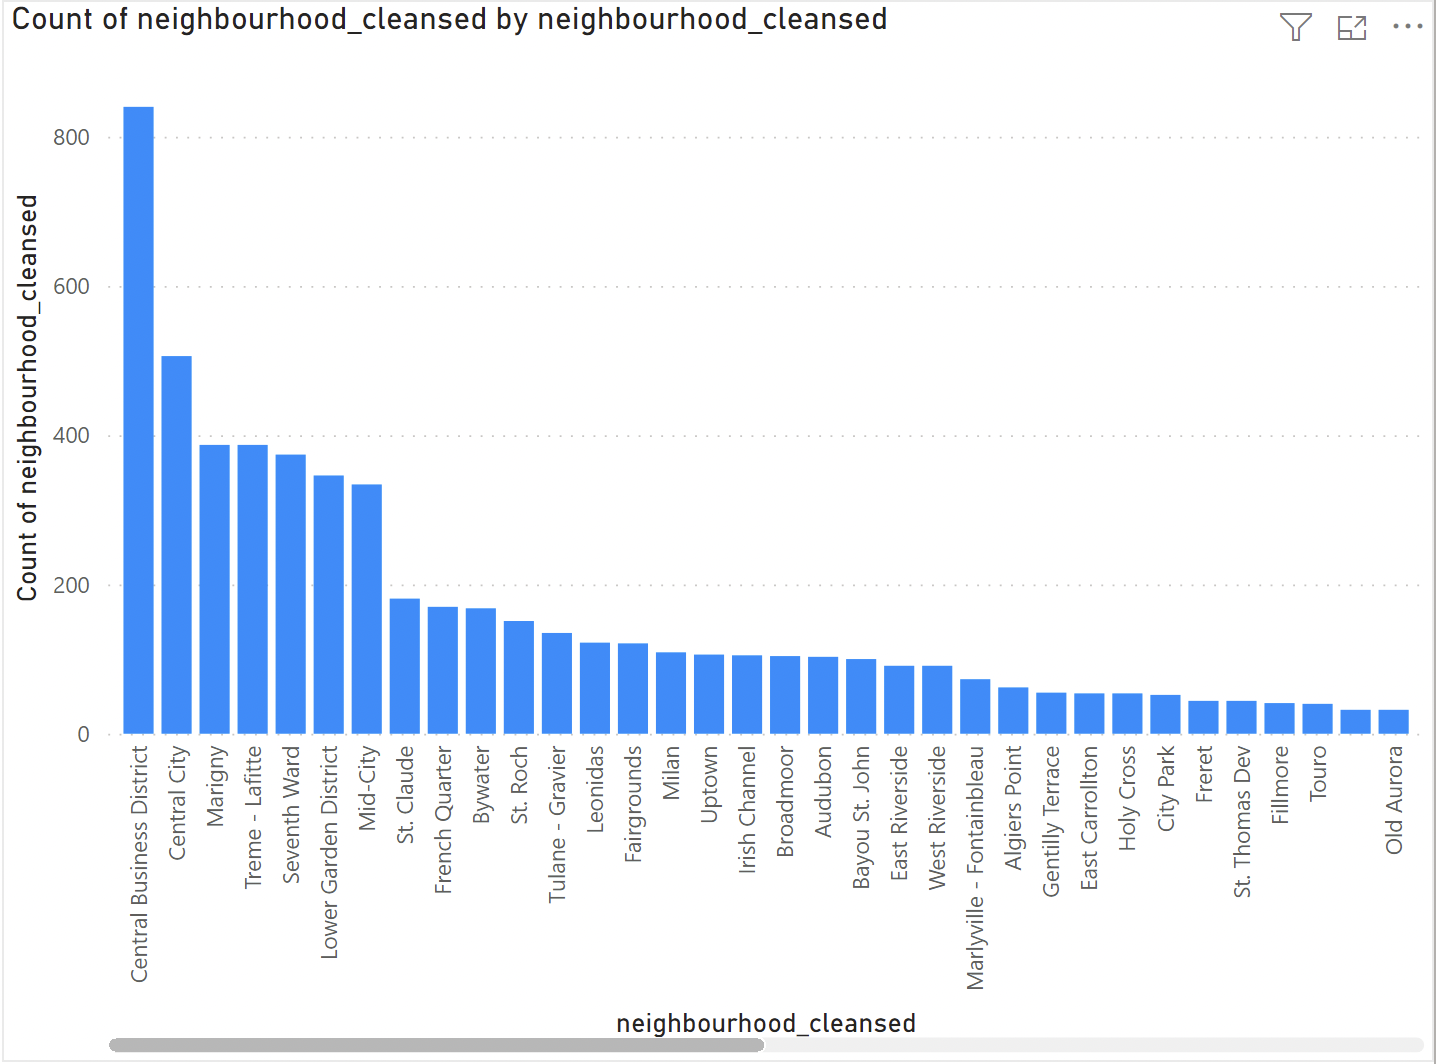 Count of neighbourhood_cleansed by neighbourhood_cleansed
Count of neighbourhood_cleansed
800
600
400
200
0
Central Business District
Central City
Marigny
Treme - Lafitte
Seventh Ward
Lower Garden District
Mid-City
St. Claude
French Quarter
Bywater
St. Roch
Tulane - Gravier
Leonidas
Fairgrounds
Milan
Uptown
Irish Channel
Broadmoor
Audubon
Bayou St. John
East Riverside
West Riverside
Marlyville - Fontainbleau
Algiers Point
Gentilly Terrace
East Carrollton
Holy Cross
City Park
Freret
St. Thomas Dev
Fillmore
Touro
Old Aurora
neighbourhood_cleansed